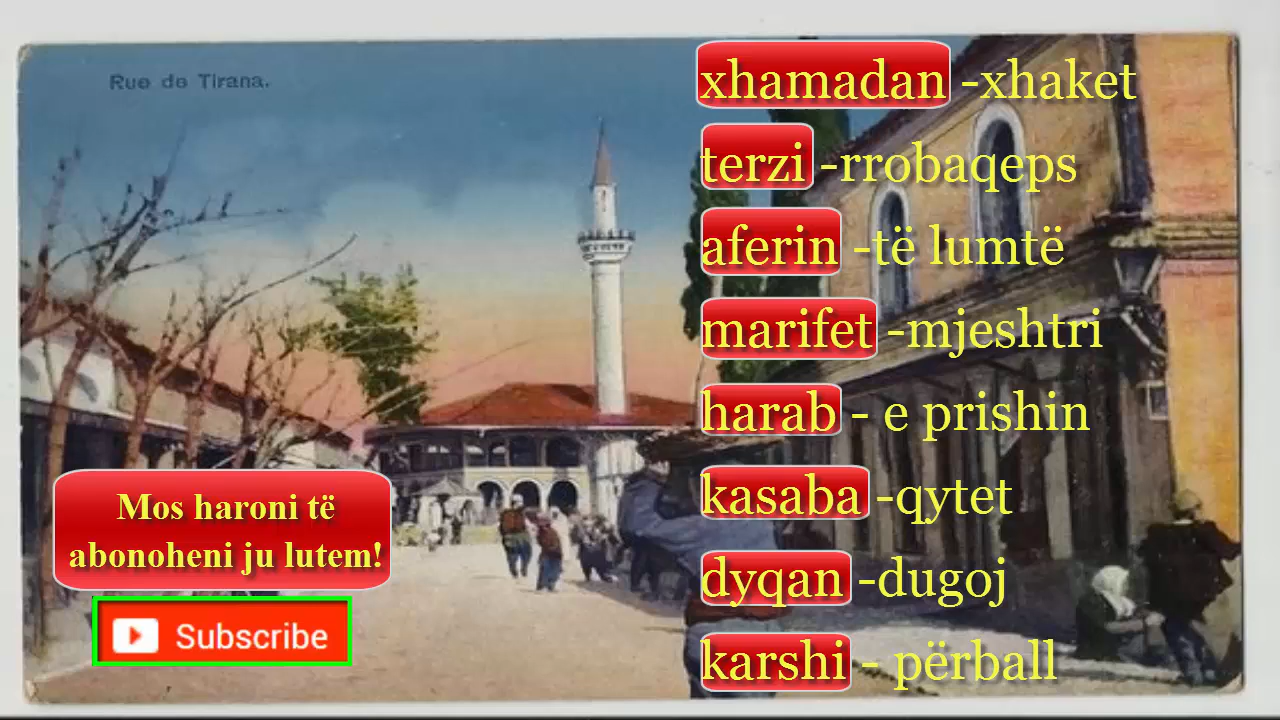 Rue de Tirana.
xhamadan -xhaket
terzi -rrobaqeps
aferin -të lumtë
marifet -mjeshtri
harab - e prishin
kasaba -qytet
dyqan -dugoj
karshi - përball
Mos haroni të
abonoheni ju lutem!
Subscribe